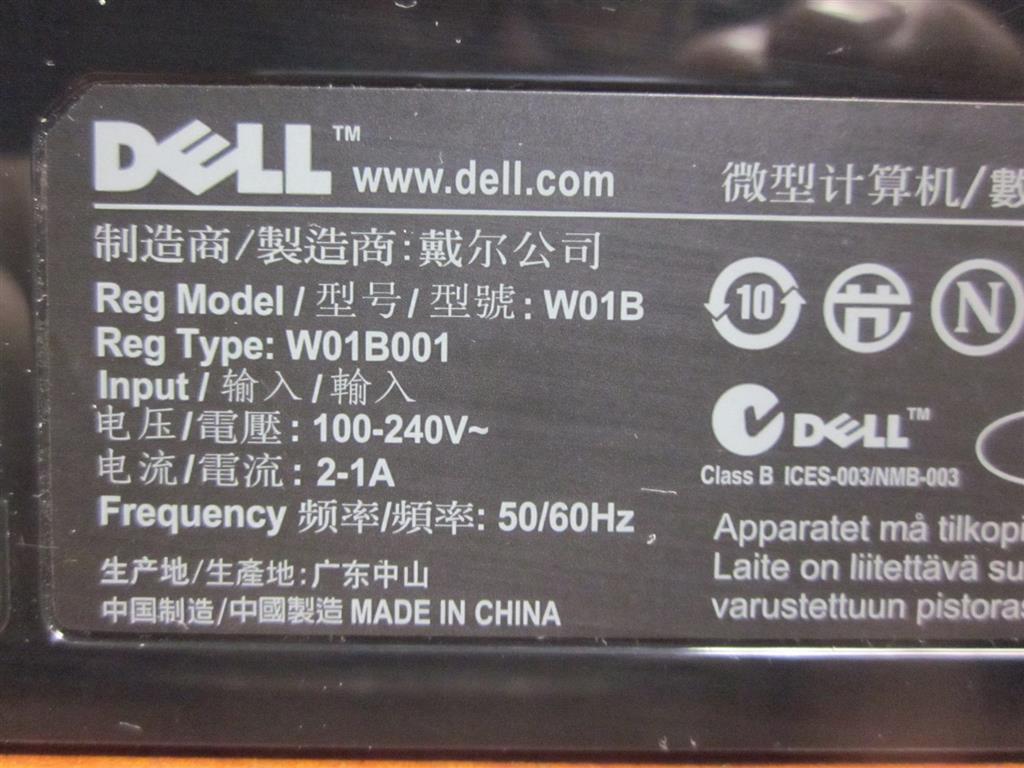 DELL™ www.dell.com
微型计算机/數
制造商/製造商:戴尔公司
Reg Model / 型号/ 型號: W01B
Reg Type: W01B001
Input / 输入 / 輸入
电压/電壓: 100-240V~
电流/電流: 2-1A
Frequency 频率/頻率: 50/60Hz
生产地/生產地:广东中山
中国制造/中國製造 MADE IN CHINA
10
N
DELL™
Class B ICES-003/NMB-003
Apparatet må tilkopl
Laite on liitettävä su
varustettuun pistoras